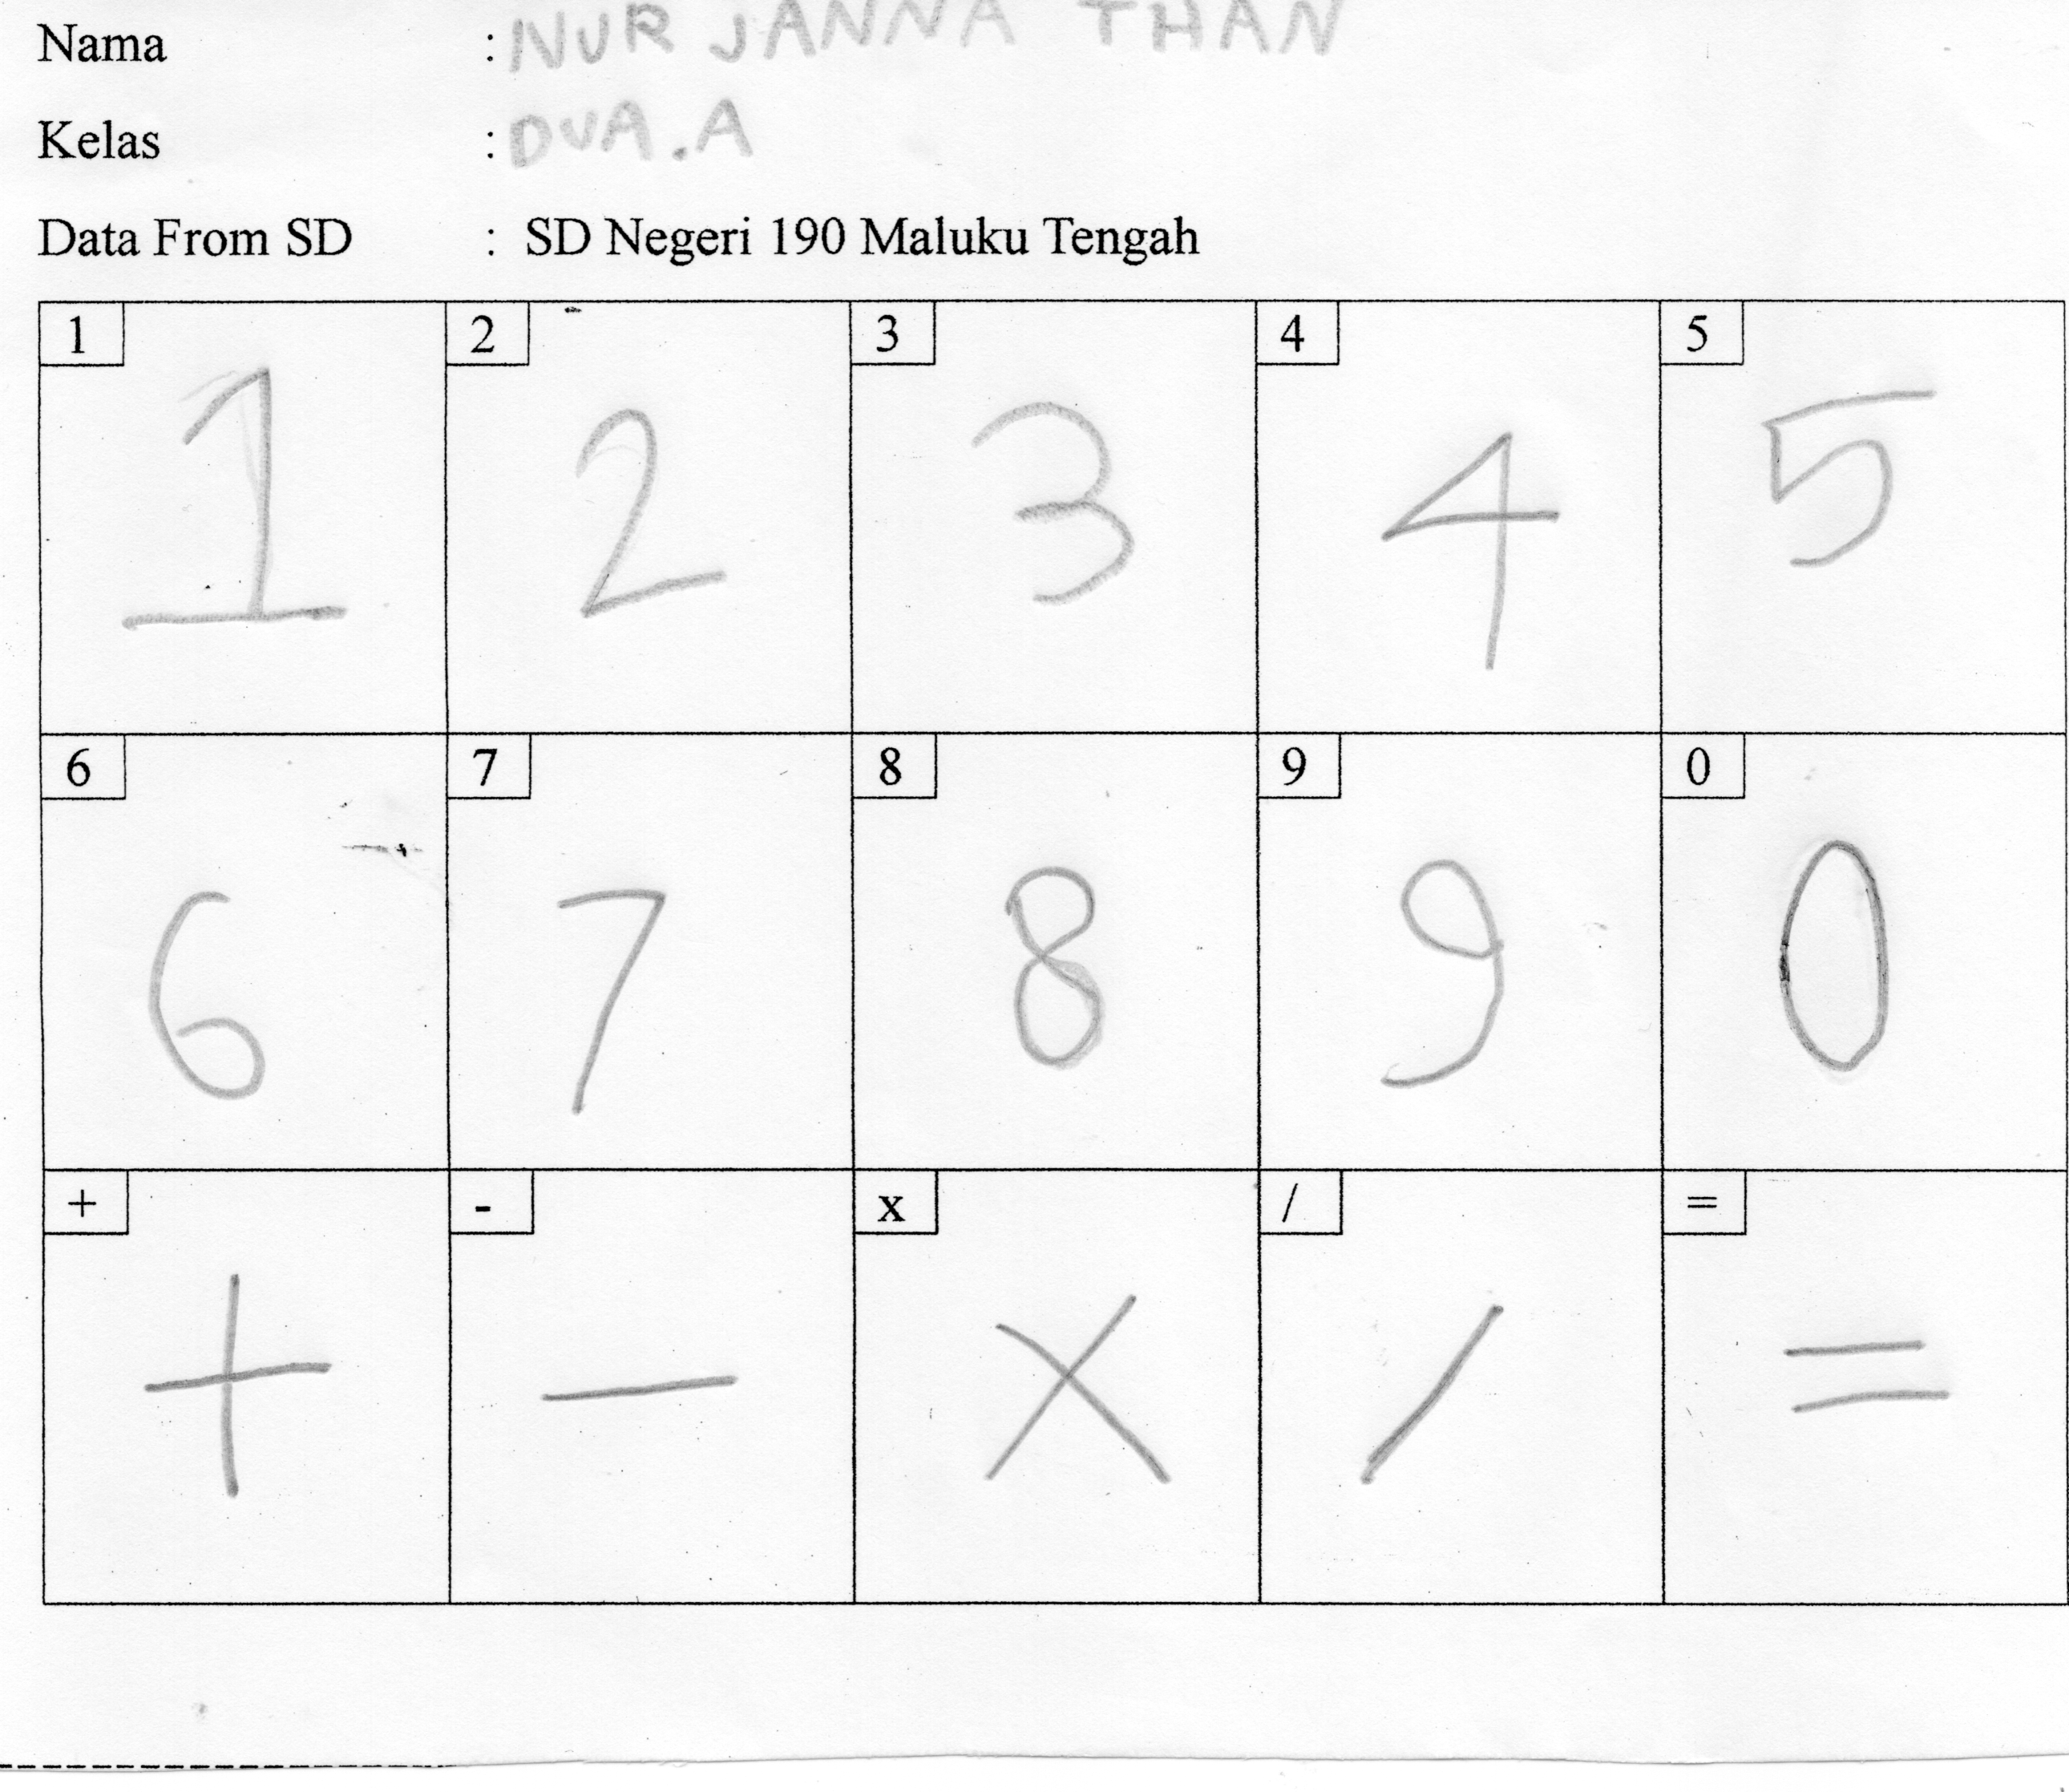 Nama : NUR JANNA THAN
Kelas : DUA.A
Data From SD : SD Negeri 190 Maluku Tengah
1 2 3 4 5
1 2 3 4 5
6 7 8 9 0
6 7 8 9 0
+ - x / =
+ - x / =